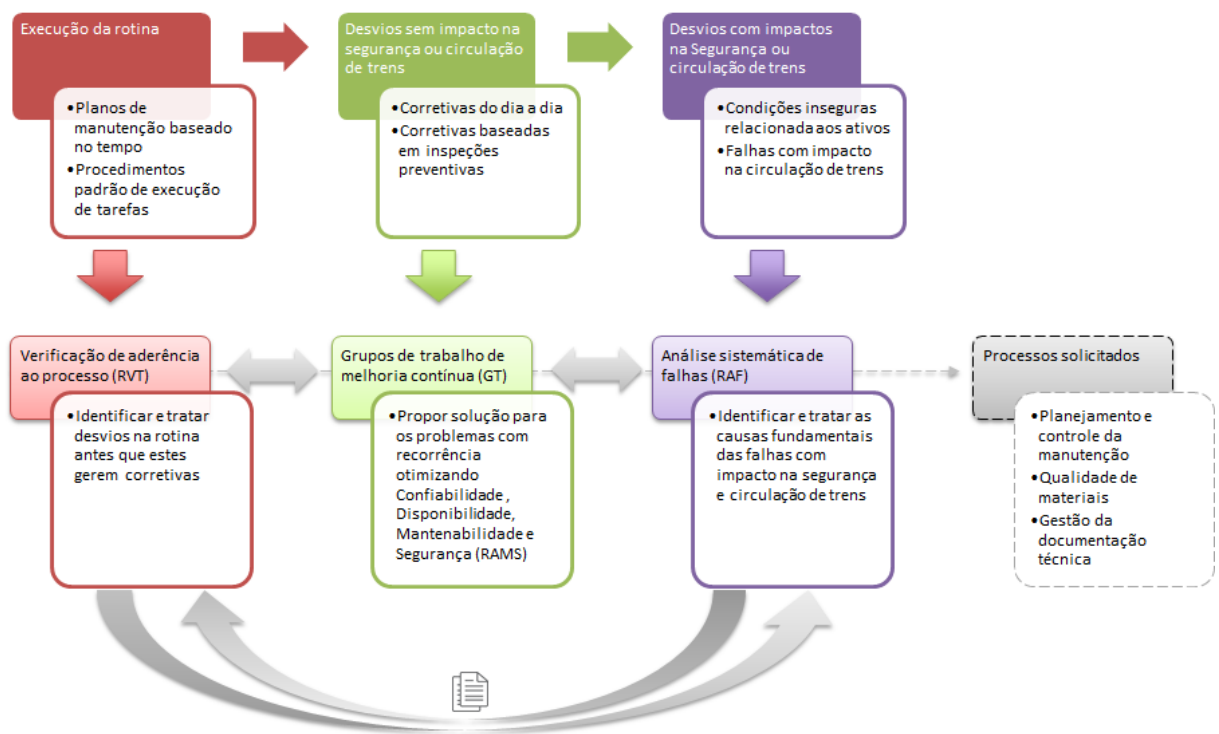 Execução da rotina
•Planos de
manutenção baseado
no tempo
•Procedimentos
padrão de execução
de tarefas
Desvios sem impacto na
segurança ou circulação
de trens
•Corretivas do dia a dia
•Corretivas baseadas
em inspeções
preventivas
Desvios com impactos
na Segurança ou
circulação de trens
•Condições inseguras
relacionada aos ativos
•Falhas com impacto
na circulação de trens
Verificação de aderência
ao processo (RVT)
•Identificar e tratar
desvios na rotina
antes que estes
gerem corretivas
Grupos de trabalho de
melhoria contínua (GT)
•Propor solução para
os problemas com
recorrência
otimizando
Confiabilidade,
Disponibilidade,
Mantenabilidade e
Segurança (RAMS)
Análise sistemática de
falhas (RAF)
•Identificar e tratar as
causas fundamentais
das falhas com
impacto na segurança
e circulação de trens
Processos solicitados
•Planejamento e
controle da
manutenção
•Qualidade de
materiais
•Gestão da
documentação
técnica